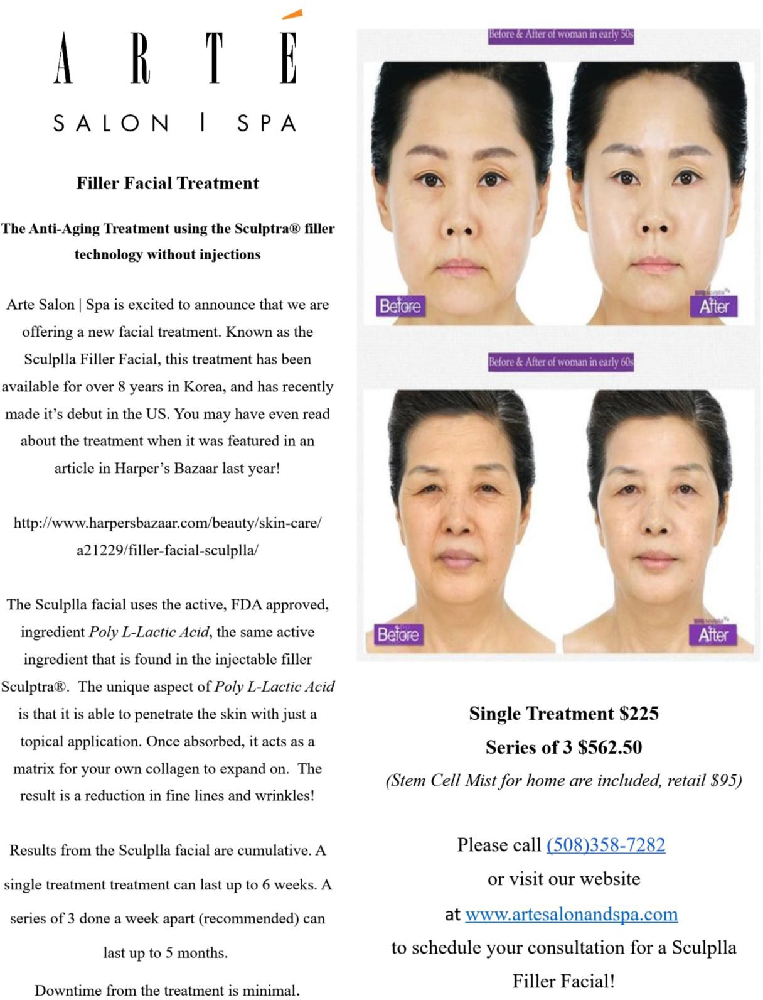 ARTÉ
SALON | SPA
Filler Facial Treatment
The Anti-Aging Treatment using the Sculptra® filler
technology without injections
Arte Salon | Spa is excited to announce that we are
offering a new facial treatment. Known as the
Sculplla Filler Facial, this treatment has been
available for over 8 years in Korea, and has recently
made it’s debut in the US. You may have even read
about the treatment when it was featured in an
article in Harper’s Bazaar last year!
http://www.harpersbazaar.com/beauty/skin-care/
a21229/filler-facial-sculplla/
The Sculplla facial uses the active, FDA approved,
ingredient Poly L-Lactic Acid, the same active
ingredient that is found in the injectable filler
Sculptra®.  The unique aspect of Poly L-Lactic Acid
is that it is able to penetrate the skin with just a
topical application. Once absorbed, it acts as a
matrix for your own collagen to expand on.  The
result is a reduction in fine lines and wrinkles!
Results from the Sculplla facial are cumulative. A
single treatment treatment can last up to 6 weeks. A
series of 3 done a week apart (recommended) can
last up to 5 months.
Downtime from the treatment is minimal.
Before & After of woman in early 50s
Before
sculplla
After
Before & After of woman in early 60s
Before
sculplla
After
Single Treatment $225
Series of 3 $562.50
(Stem Cell Mist for home are included, retail $95)
Please call (508)358-7282
or visit our website
at www.artesalonandspa.com
to schedule your consultation for a Sculplla
Filler Facial!